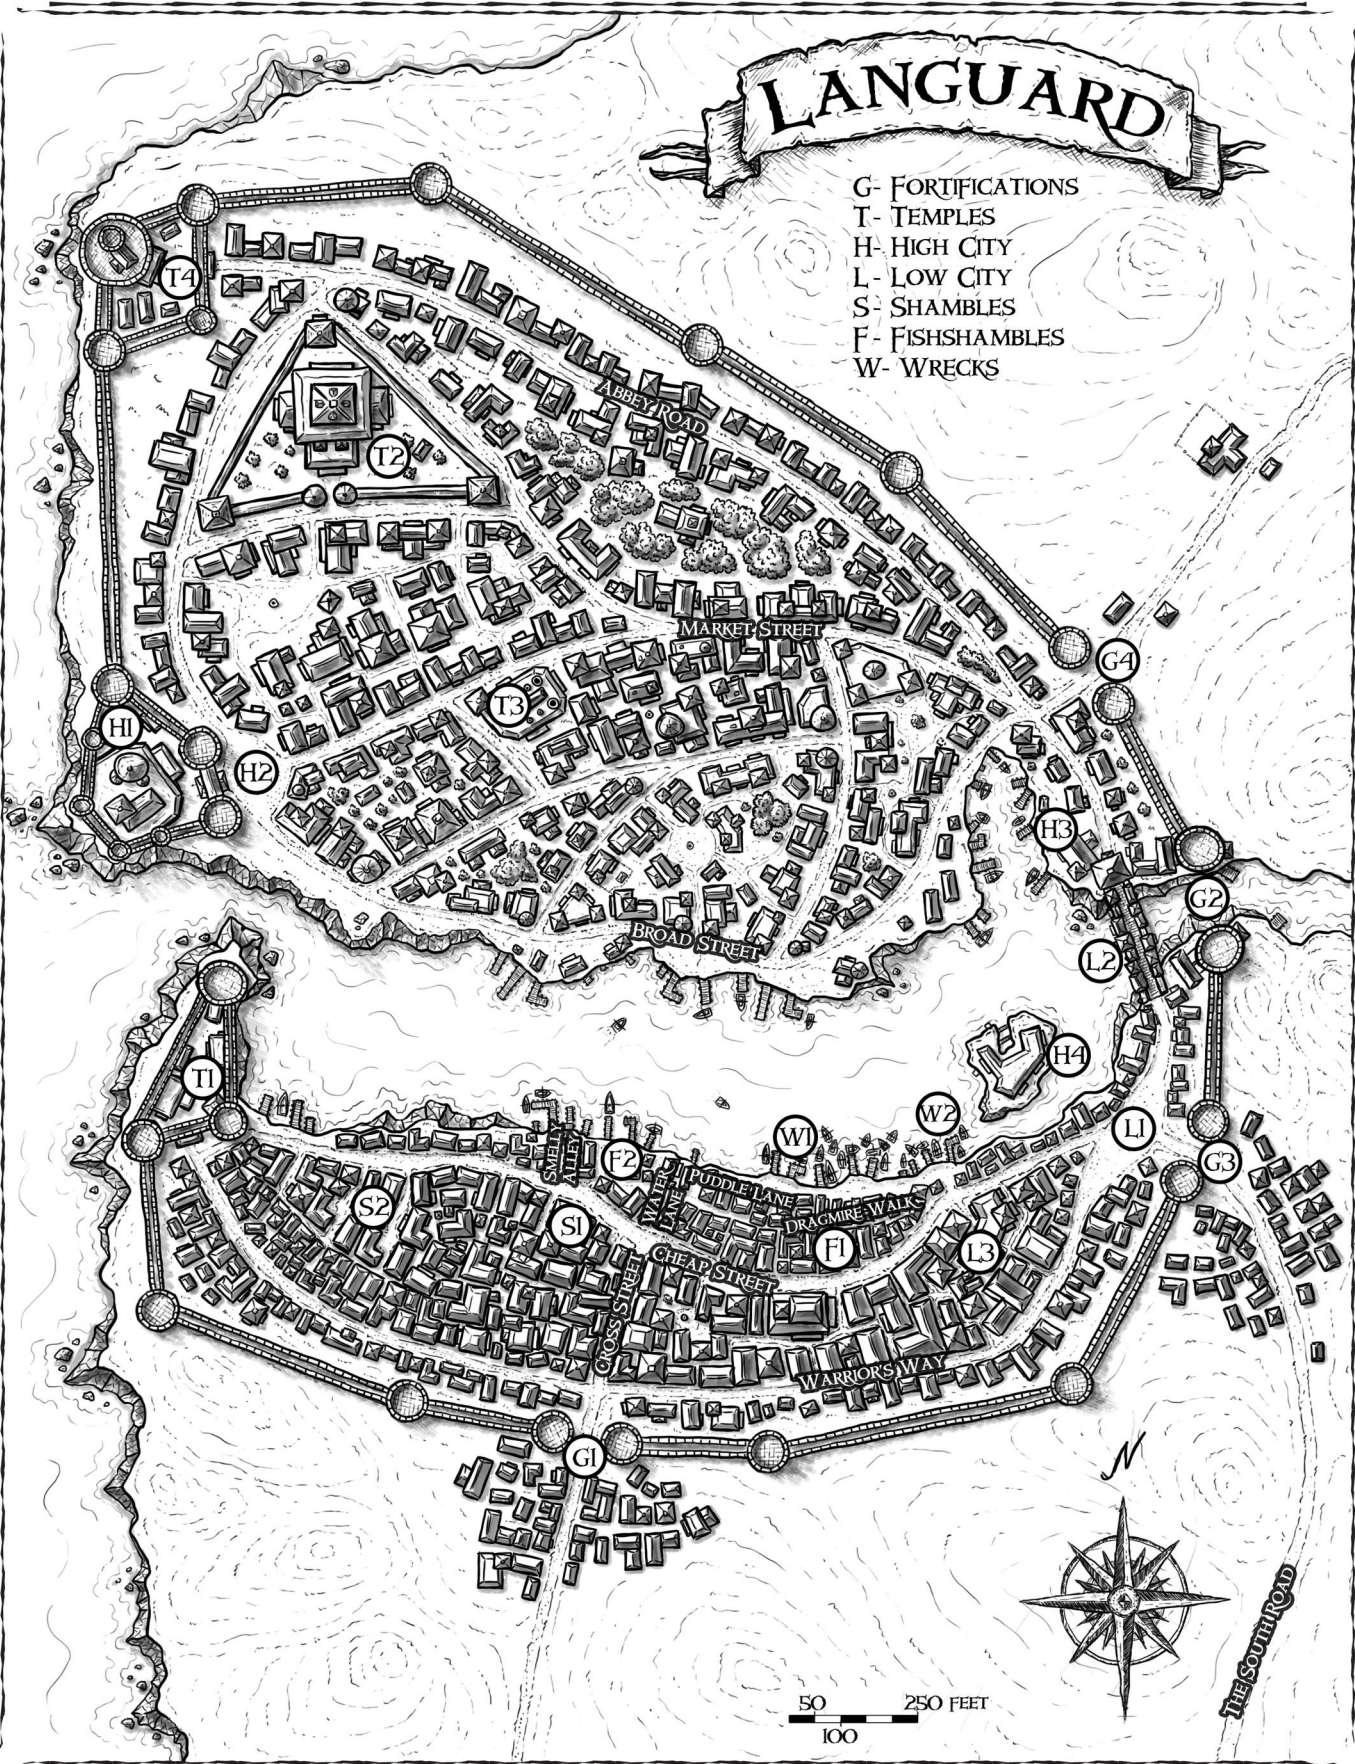 LANGUARD
G- FORTIFICATIONS
T- TEMPLES
H- HIGH CITY
L- LOW CITY
S- SHAMBLES
F- FISHSHAMBLES
W- WRECKS
T4
ABBEY ROAD
T2
MARKET STREET
G4
T3
H1
H2
H3
G2
BROAD STREET
L2
H4
T1
W2
W1
L1
SMELLY
ALLEY
F2
G3
WATER
LANE
PUDDLE LANE
S2
DRAGMIRE WALK
S1
F1
L3
CHEAP STREET
CROSS STREET
WARRIOR'S WAY
G1
N
THE SOUTH ROAD
50
250 FEET
100